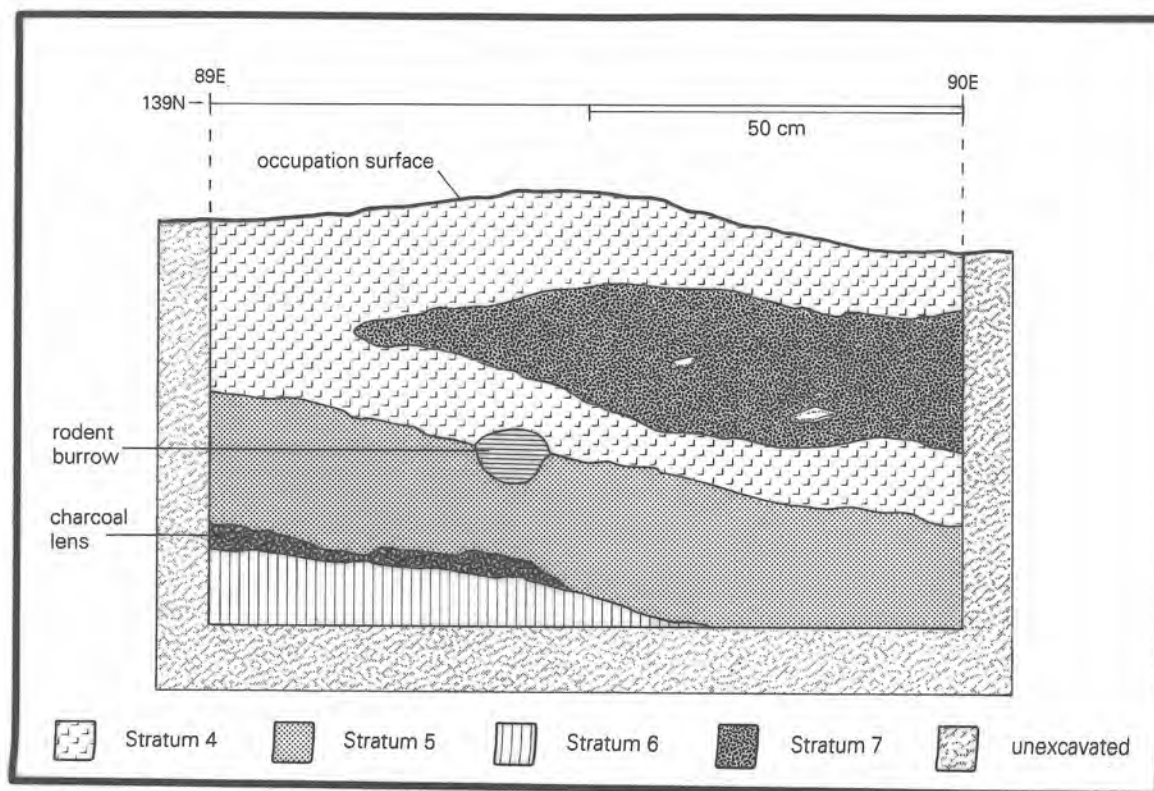 89E
90E
139N
50 cm
occupation surface
rodent
burrow
charcoal
lens
Stratum 4
Stratum 5
Stratum 6
Stratum 7
unexcavated